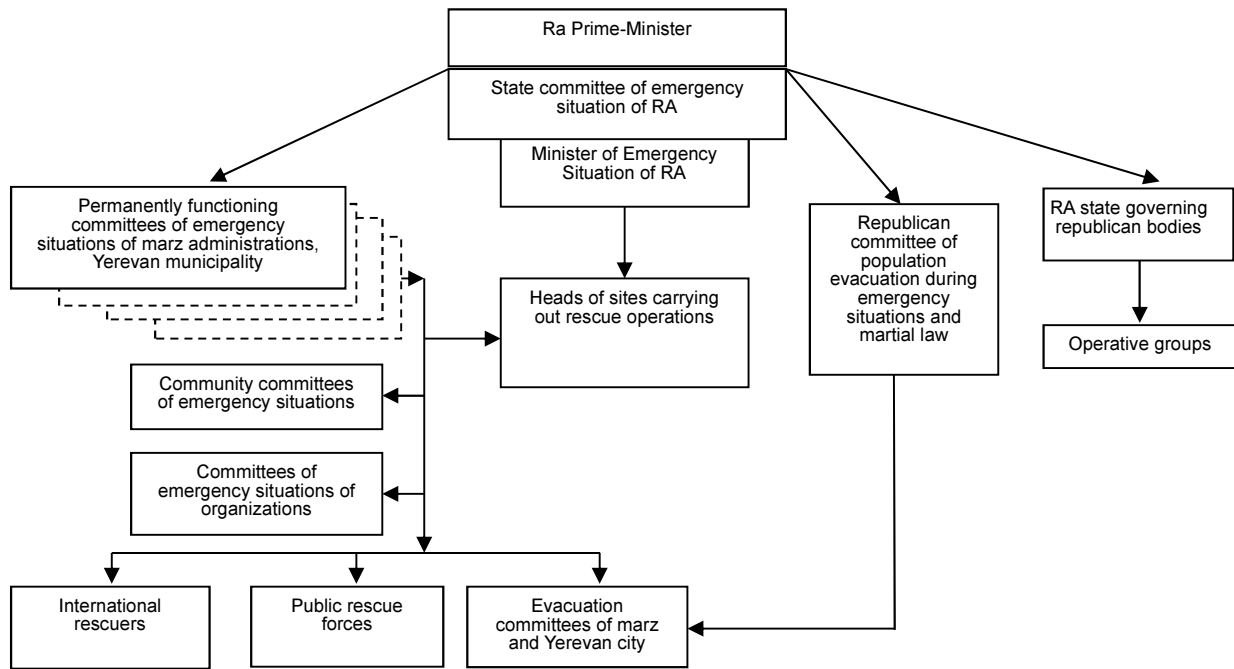 Ra Prime-Minister
State committee of emergency
situation of RA
Minister of Emergency
Situation of RA
Permanently functioning
committees of emergency
situations of marz administrations,
Yerevan municipality
Heads of sites carrying
out rescue operations
Republican
committee of
population
evacuation during
emergency
situations and
martial law
RA state governing
republican bodies
Operative groups
Community committees
of emergency situations
Committees of
emergency situations of
organizations
International
rescuers
Public rescue
forces
Evacuation
committees of marz
and Yerevan city